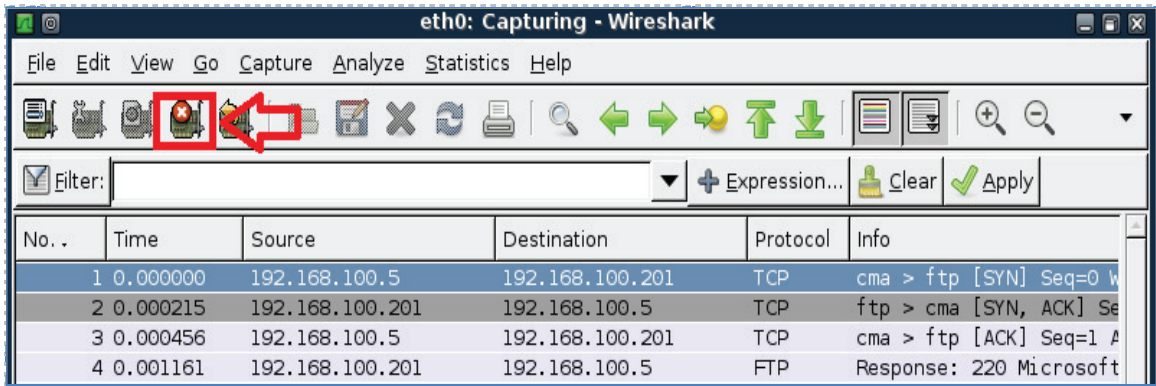 eth0: Capturing - Wireshark
File Edit View Go Capture Analyze Statistics Help
Filter: Expression... Clear Apply
No. . Time Source Destination Protocol Info
1 0.000000 192.168.100.5 192.168.100.201 TCP cma > ftp [SYN] Seq=0
2 0.000215 192.168.100.201 192.168.100.5 TCP ftp > cma [SYN, ACK] Se
3 0.000456 192.168.100.5 192.168.100.201 TCP cma > ftp [ACK] Seq=1
4 0.001161 192.168.100.201 192.168.100.5 FTP Response: 220 Microsoft